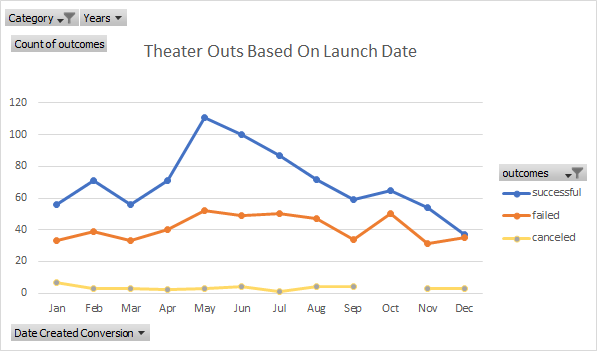 Category Years
Count of outcomes
Theater Outs Based On Launch Date
120
100
80
60
40
20
0
Jan Feb Mar Apr May Jun Jul Aug Sep Oct Nov Dec
outcomes
successful
failed
canceled
Date Created Conversion